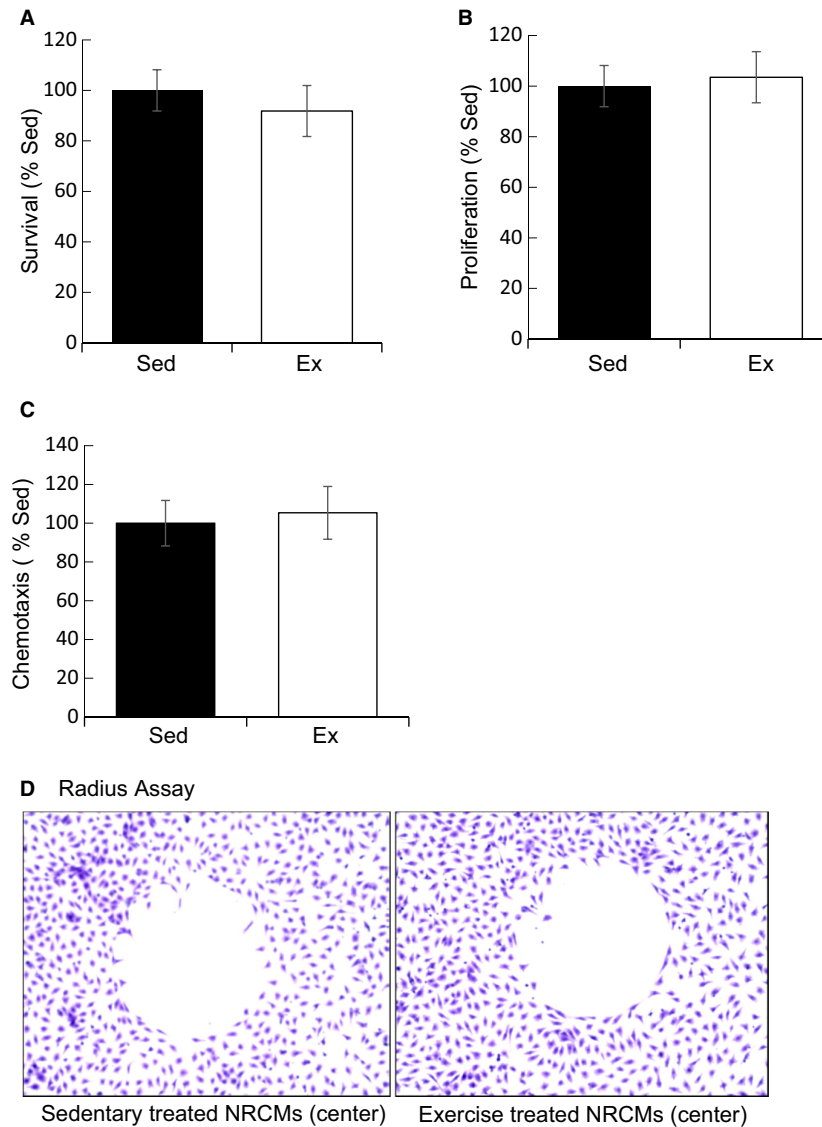 A
120
100
80
60
40
20
0
Survival (% Sed)
Sed Ex
B
120
100
80
60
40
20
0
Proliferation (% Sed)
Sed Ex
C
140
120
100
80
60
40
20
0
Chemotaxis ( % Sed)
Sed Ex
D Radius Assay
Sedentary treated NRCMs (center) Exercise treated NRCMs (center)